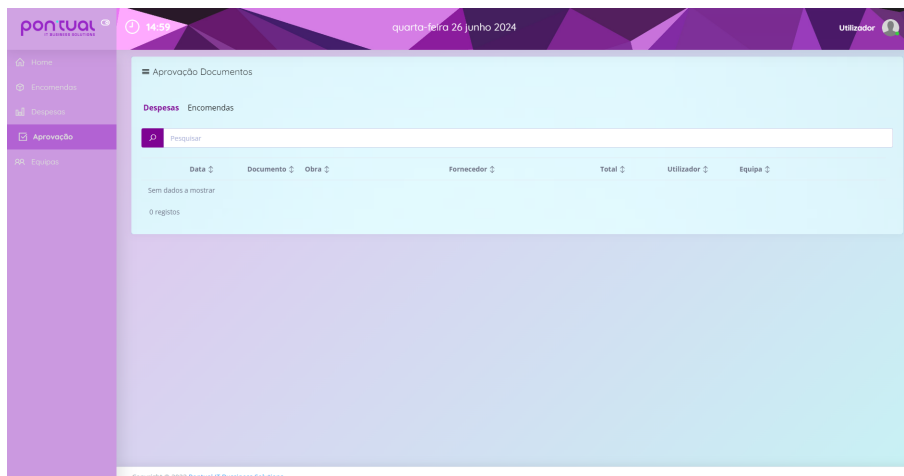 pontual
IT BUSINESS SOLUTIONS
14:59
quarta-feira 26 junho 2024
Utilizador
Home
Encomendas
Despesas
Aprovação
Equipas
Aprovação Documentos
Despesas Encomendas
Pesquisar
Data Documento Obra Fornecedor Total Utilizador Equipa
Sem dados a mostrar
0 registos